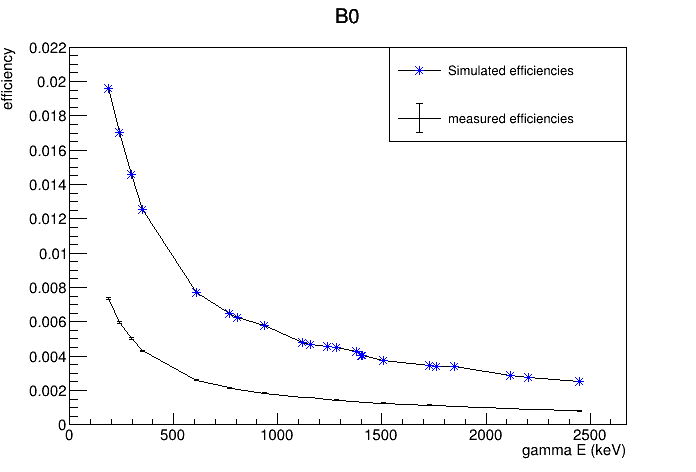 B0
efficiency
Simulated efficiencies
measured efficiencies
0.022
0.02
0.018
0.016
0.014
0.012
0.01
0.008
0.006
0.004
0.002
0
0 500 1000 1500 2000 2500
gamma E (keV)